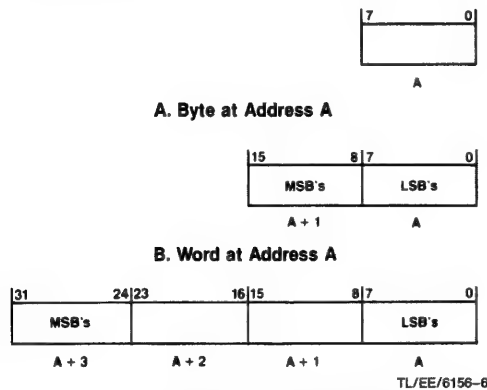 7 0
A
A. Byte at Address A
15 8 7 0
MSB's LSB's
A + 1 A
B. Word at Address A
31 24 23 16 15 8 7 0
MSB's LSB's
A + 3 A + 2 A + 1 A
TL/EE/6156–6